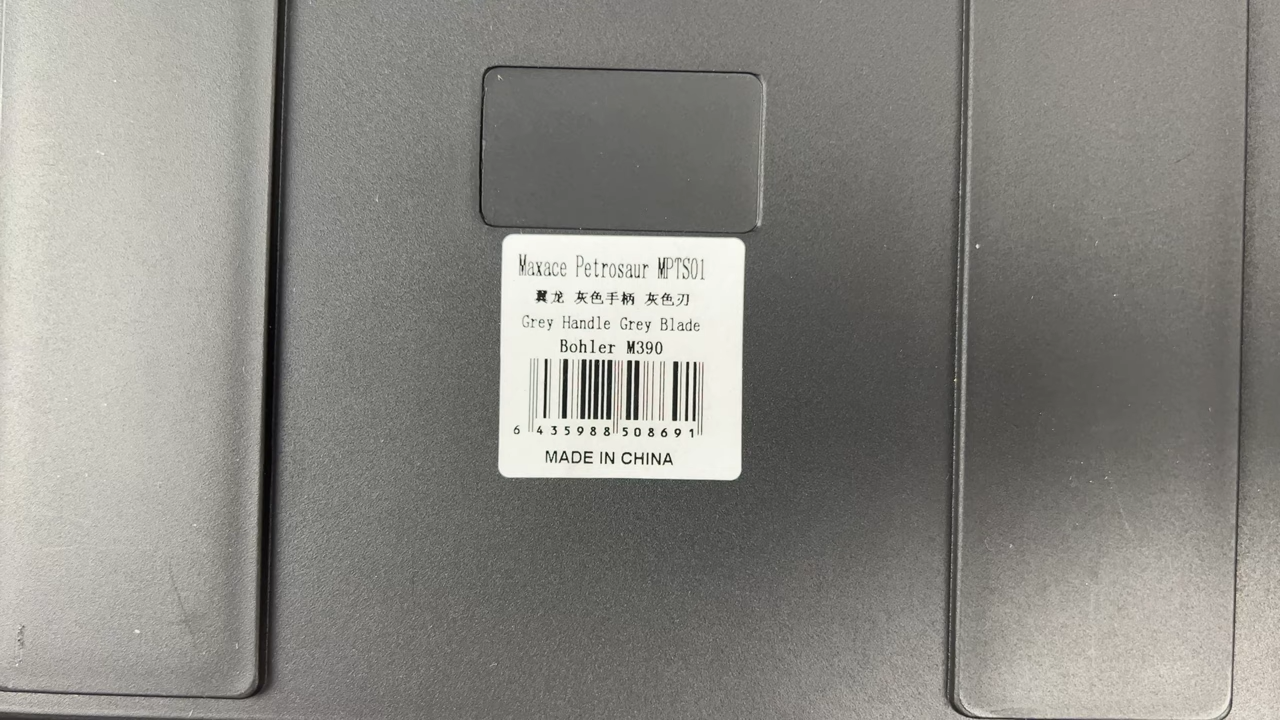 Maxace Petrosaur MPTS01
翼龙 灰色手柄 灰色刃
Grey Handle Grey Blade
Bohler M390
6 435988 508691
MADE IN CHINA